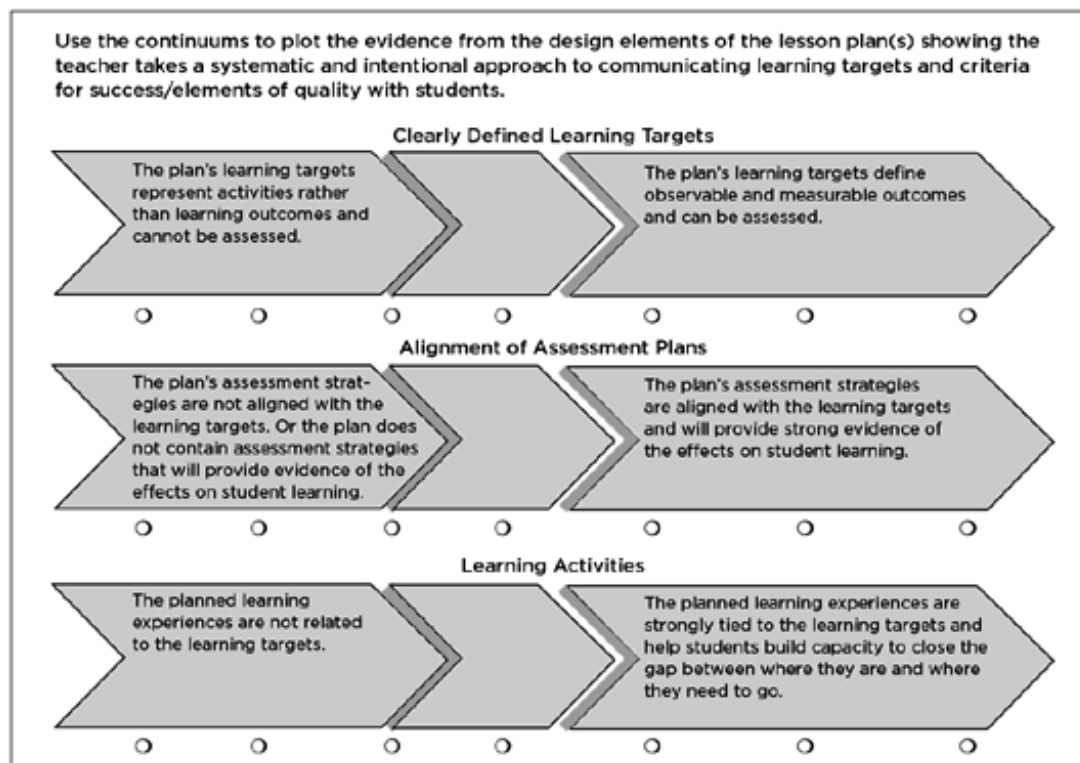 Use the continuums to plot the evidence from the design elements of the lesson plan(s) showing the
teacher takes a systematic and intentional approach to communicating learning targets and criteria
for success/elements of quality with students.
Clearly Defined Learning Targets
The plan's learning targets
represent activities rather
than learning outcomes and
cannot be assessed.
The plan's learning targets define
observable and measurable outcomes
and can be assessed.
Alignment of Assessment Plans
The plan's assessment strat-
egies are not aligned with the
learning targets. Or the plan does
not contain assessment strategies
that will provide evidence of the
effects on student learning.
The plan's assessment strategies
are aligned with the learning targets
and will provide strong evidence of
the effects on student learning.
Learning Activities
The planned learning
experiences are not related
to the learning targets.
The planned learning experiences are
strongly tied to the learning targets and
help students build capacity to close the
gap between where they are and where
they need to go.